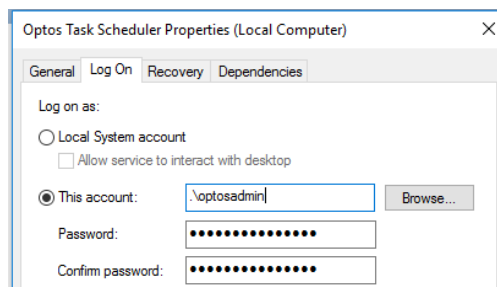 Optos Task Scheduler Properties (Local Computer)
General Log On Recovery Dependencies
Log on as:
Local System account
Allow service to interact with desktop
This account: .\optosadmin Browse...
Password: •••••••••••••••
Confirm password: •••••••••••••••